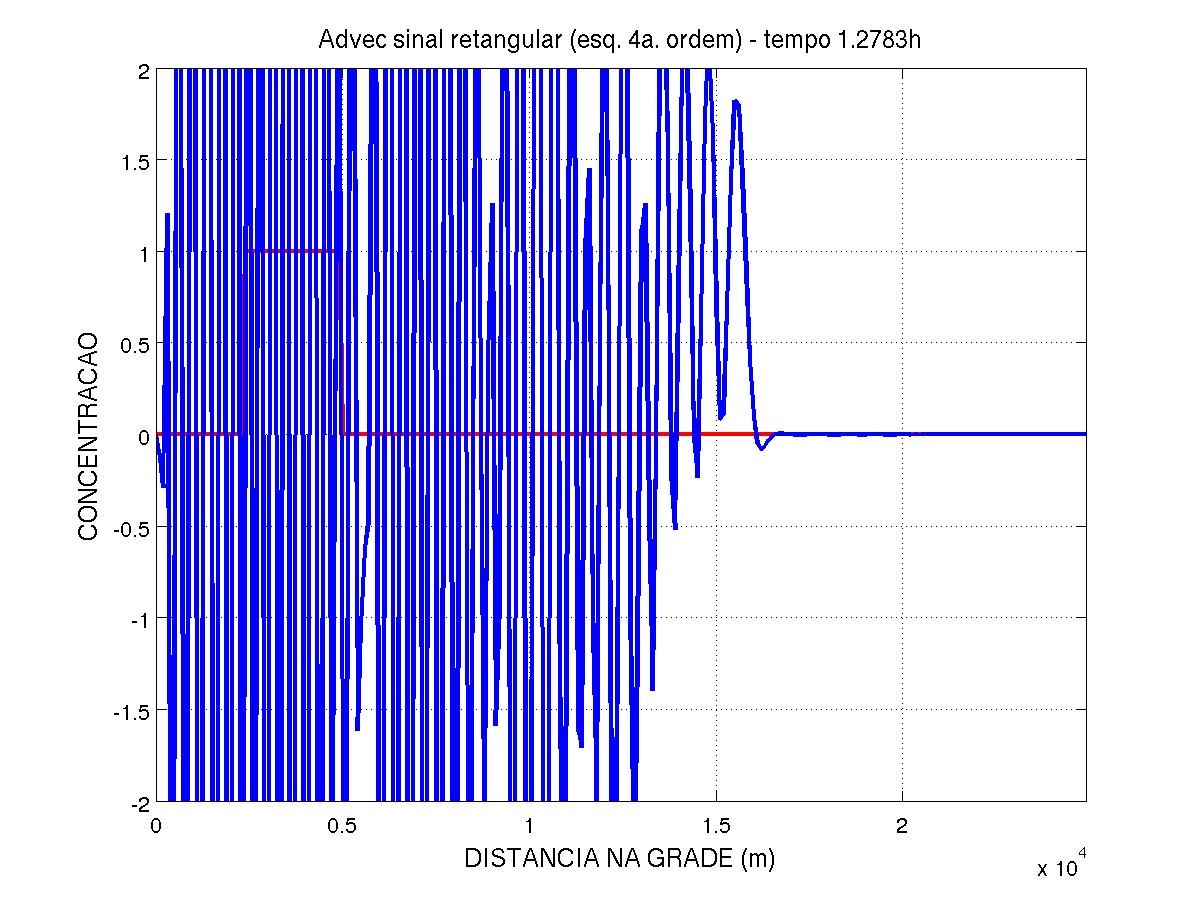 Advec sinal retangular (esq. 4a. ordem) - tempo 1.2783h
2
1.5
1
0.5
0
-0.5
-1
-1.5
-2
CONCENTRACAO
0 0.5 1 1.5 2
DISTANCIA NA GRADE (m)
x 10^4